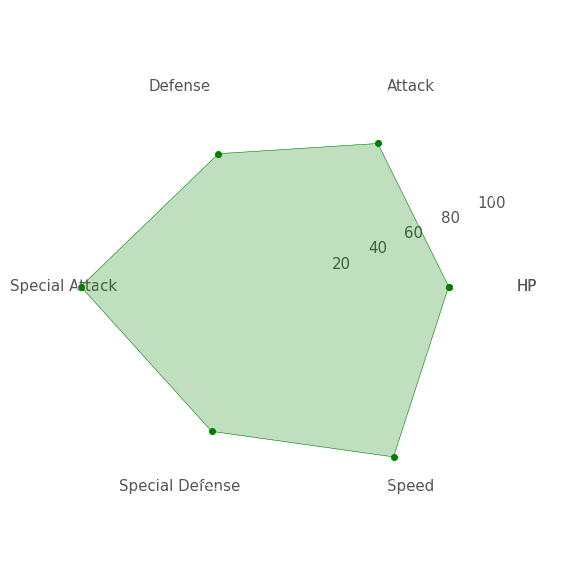 Defense
Attack
100
80
60
40
20
Special Attack
HP
Special Defense
Speed